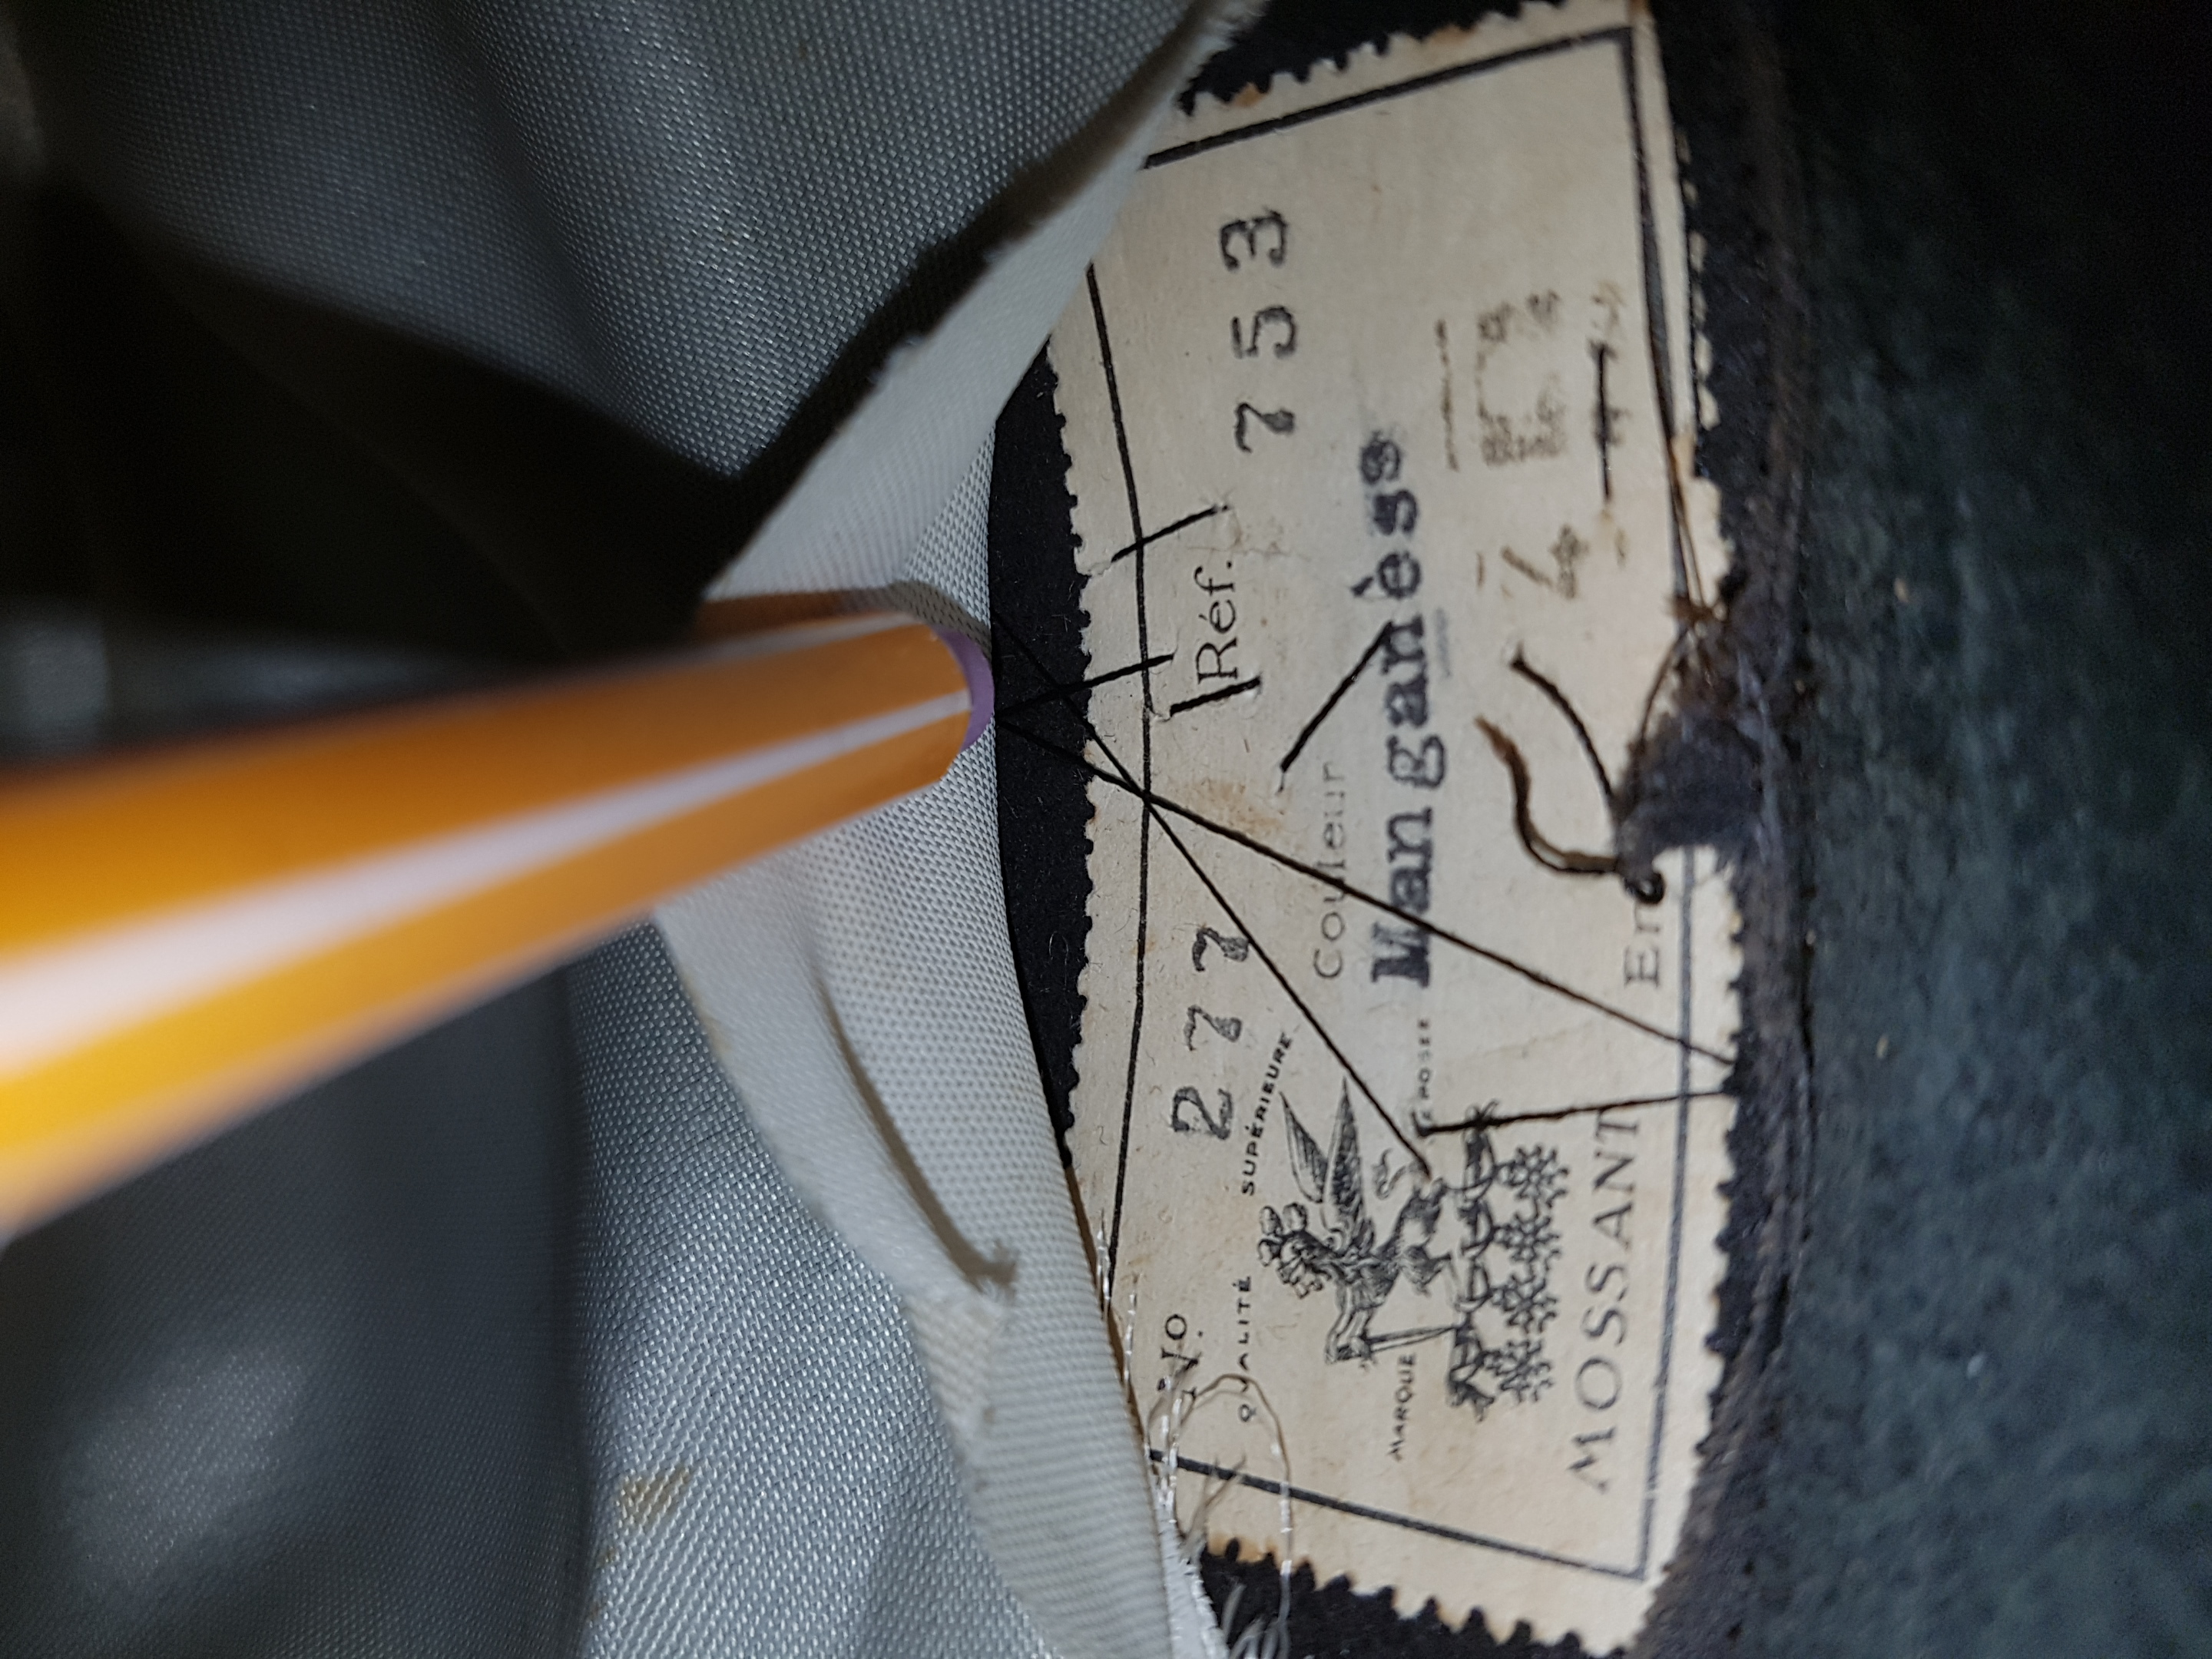 No. 277 Réf. 753
QUALITÉ SUPÉRIEURE
Couleur
Manganèse
MARQUE DÉPOSÉE
MOSSANT